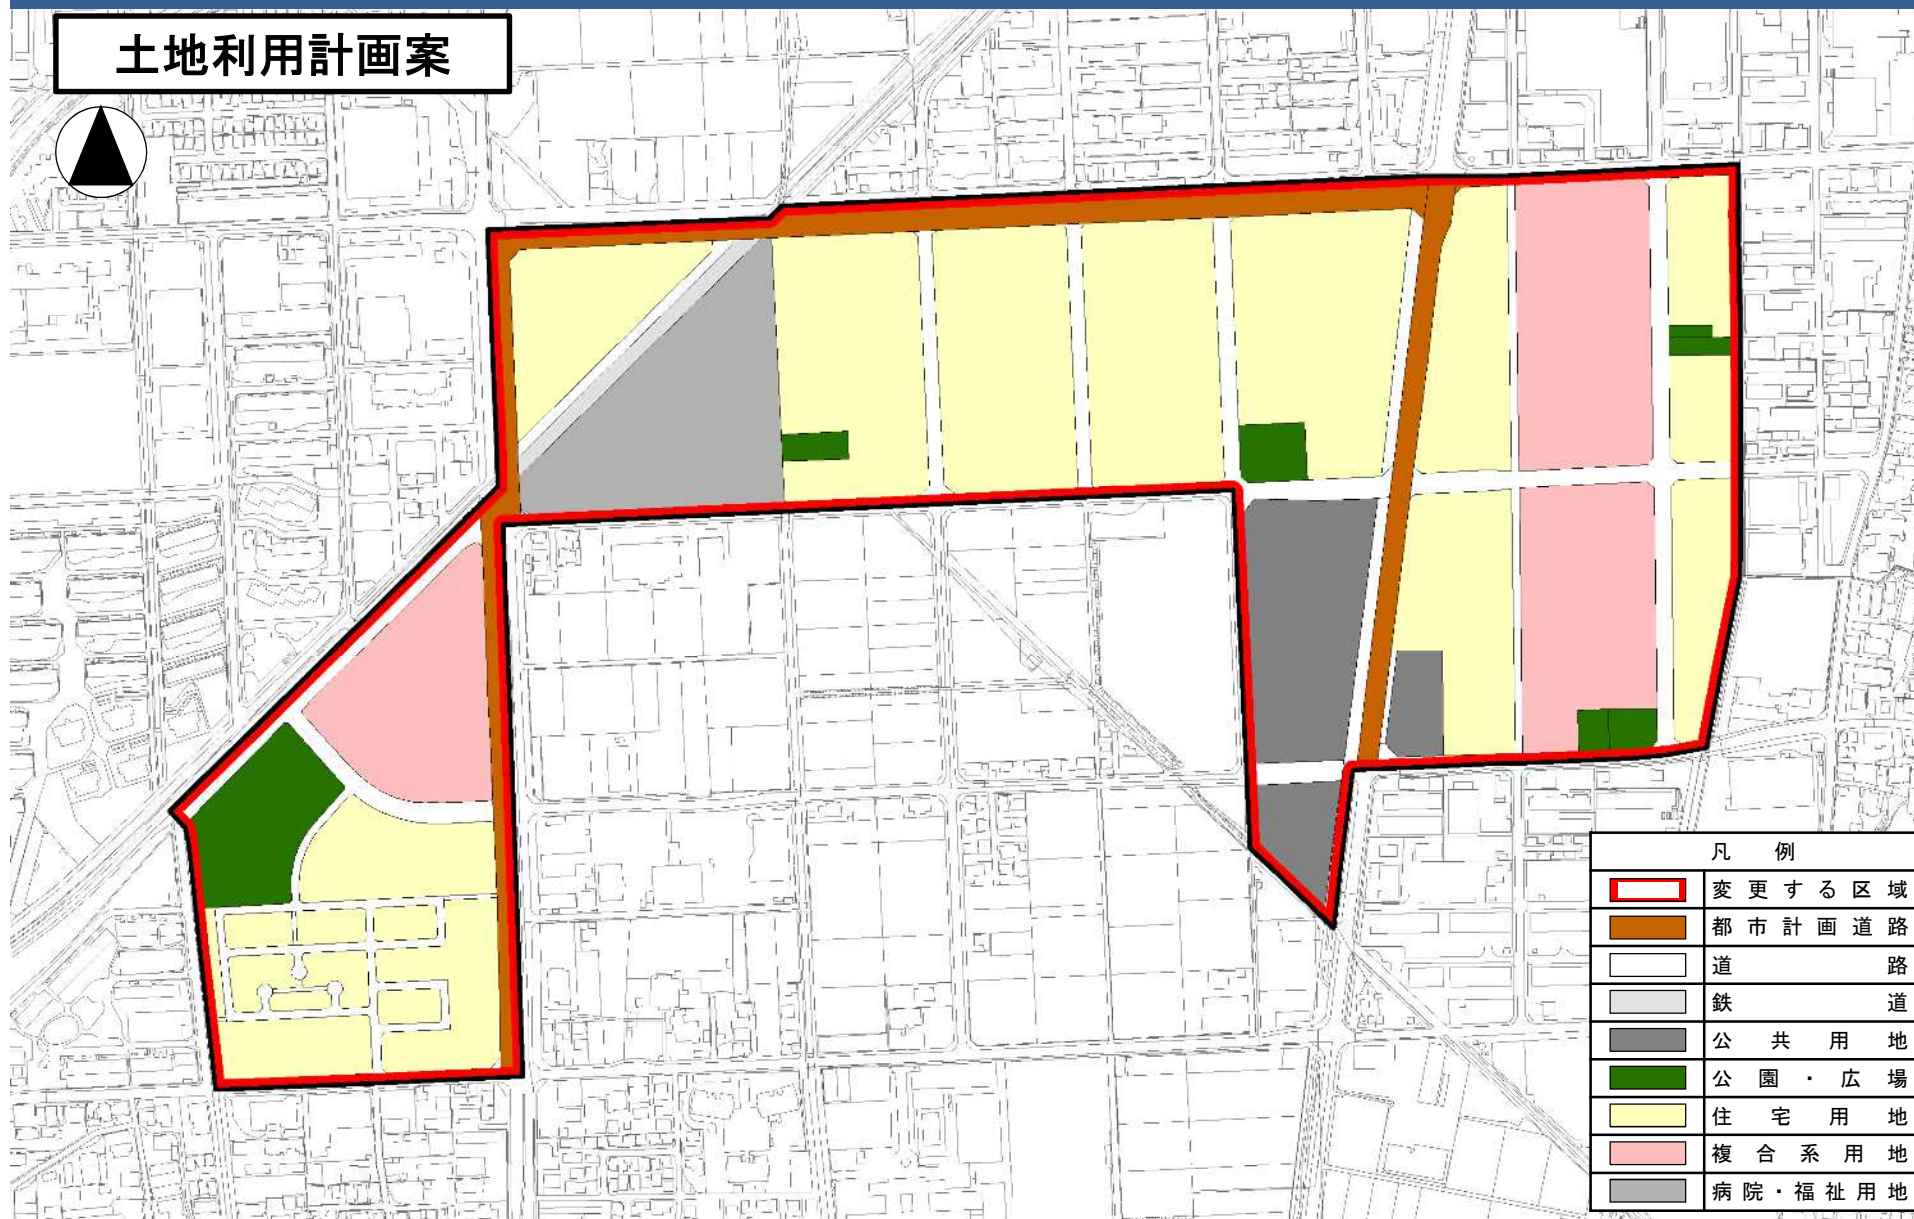 土地利用計画案
凡例
変更する区域
都市計画道路
道路
鉄道
公共用地
公園・広場
住宅用地
複合系用地
病院・福祉用地